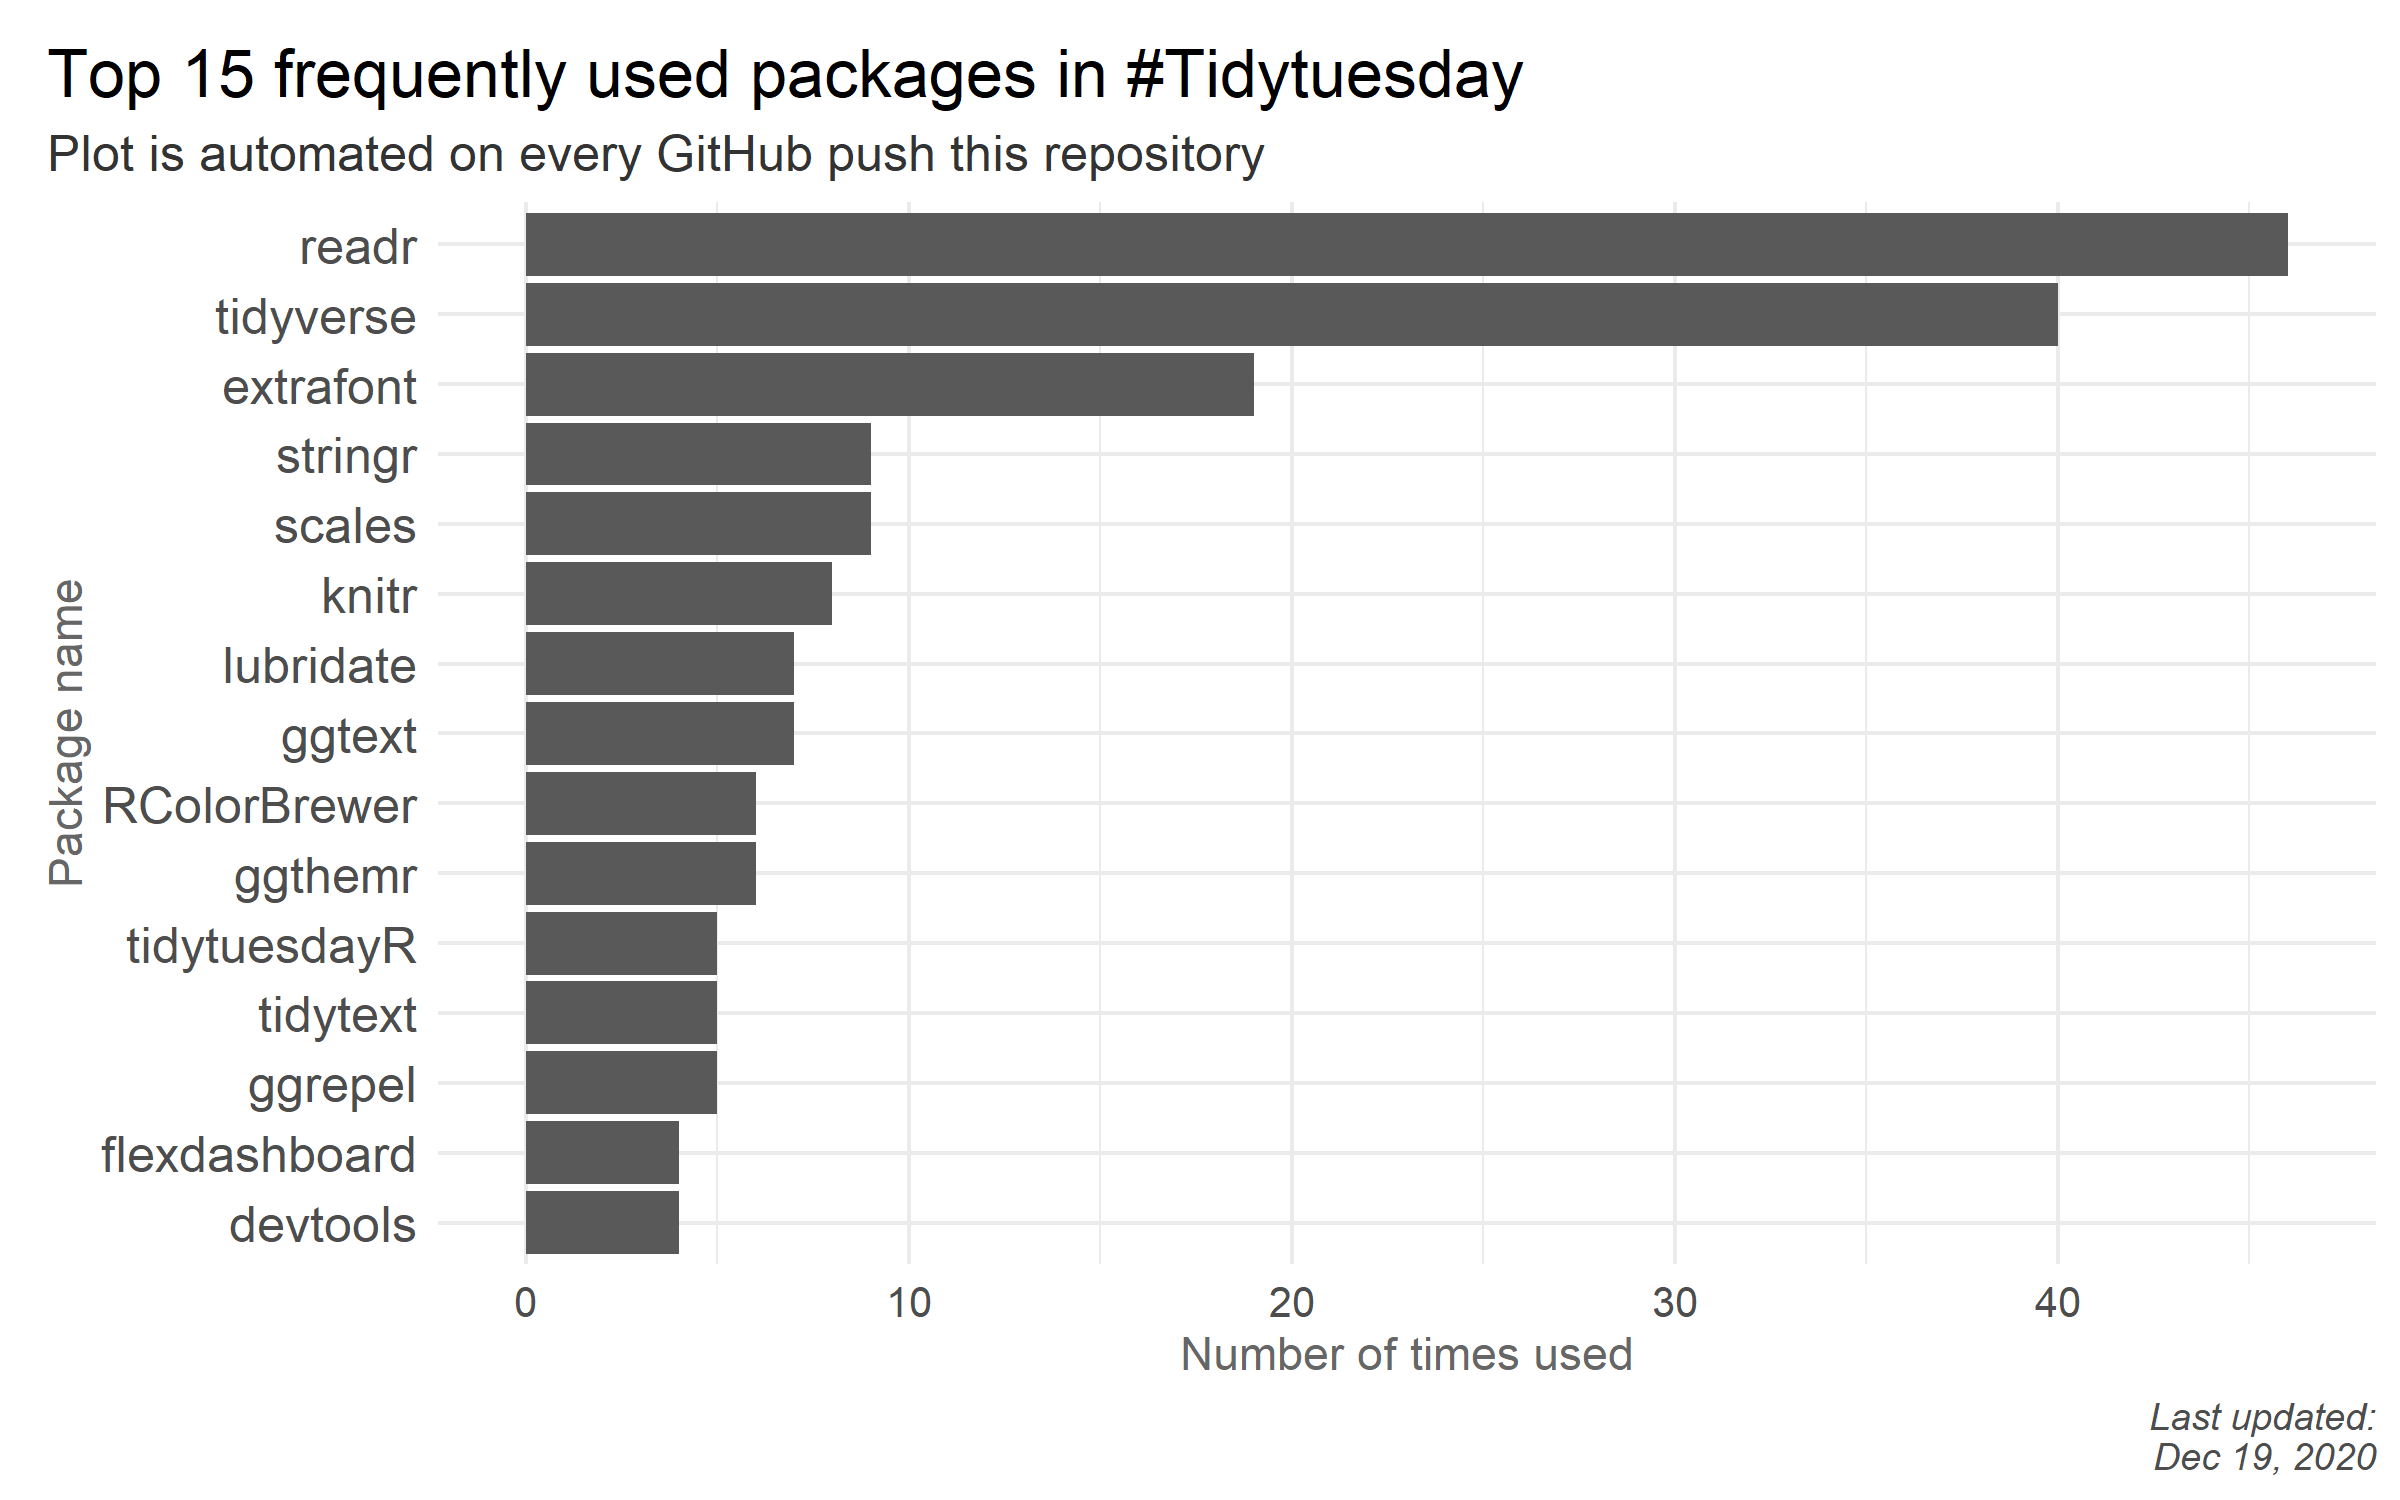 Top 15 frequently used packages in #Tidytuesday
Plot is automated on every GitHub push this repository
Package name
readr
tidyverse
extrafont
stringr
scales
knitr
lubridate
ggtext
RColorBrewer
ggthemr
tidytuesdayR
tidytext
ggrepel
flexdashboard
devtools
0 10 20 30 40
Number of times used
Last updated:
Dec 19, 2020